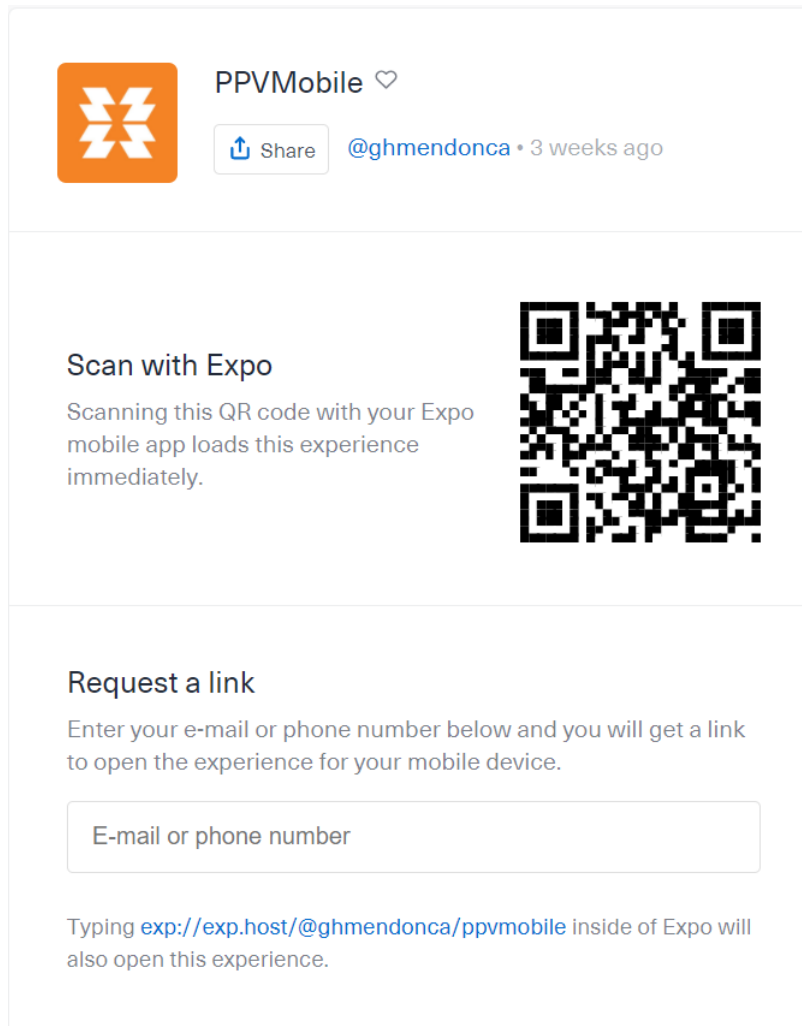 PPVMobile
Share @ghmendonca • 3 weeks ago
Scan with Expo
Scanning this QR code with your Expo
mobile app loads this experience
immediately.
Request a link
Enter your e-mail or phone number below and you will get a link
to open the experience for your mobile device.
E-mail or phone number
Typing exp://exp.host/@ghmendonca/ppvmobile inside of Expo will
also open this experience.